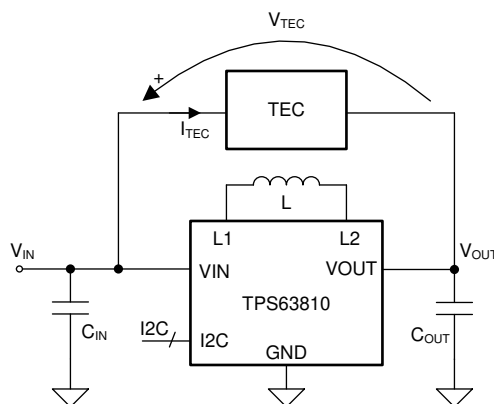 VTEC
+
TEC
ITEC
L
L1
L2
VIN
VOUT
VIN
VOUT
TPS63810
CIN
I2C
I2C
COUT
GND